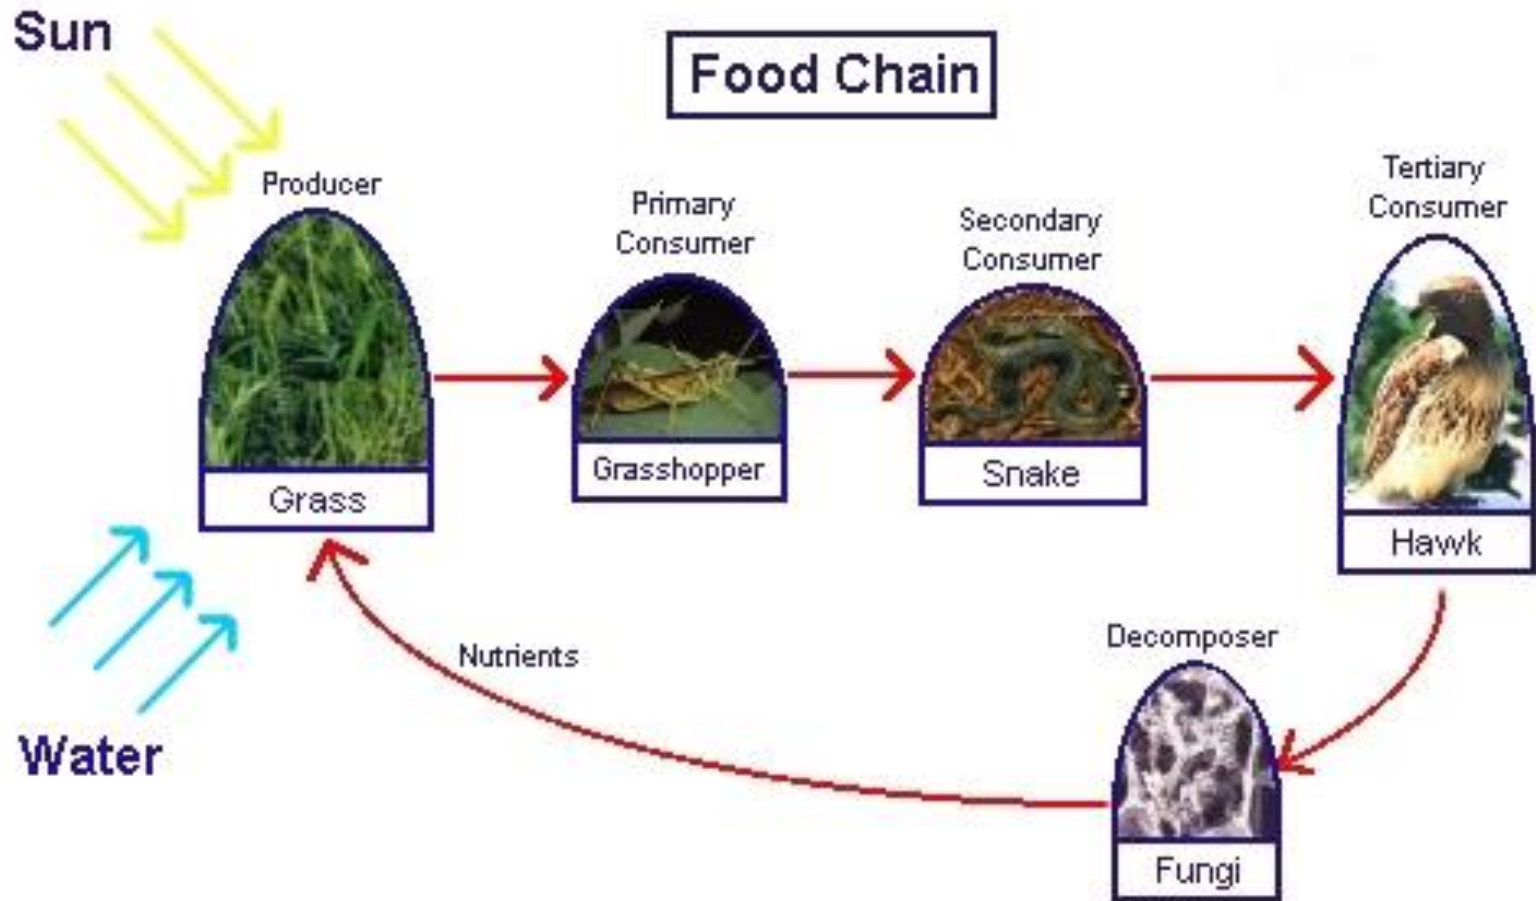 Sun
Food Chain
Producer
Primary
Consumer
Secondary
Consumer
Tertiary
Consumer
Grass
Grasshopper
Snake
Hawk
Nutrients
Decomposer
Water
Fungi